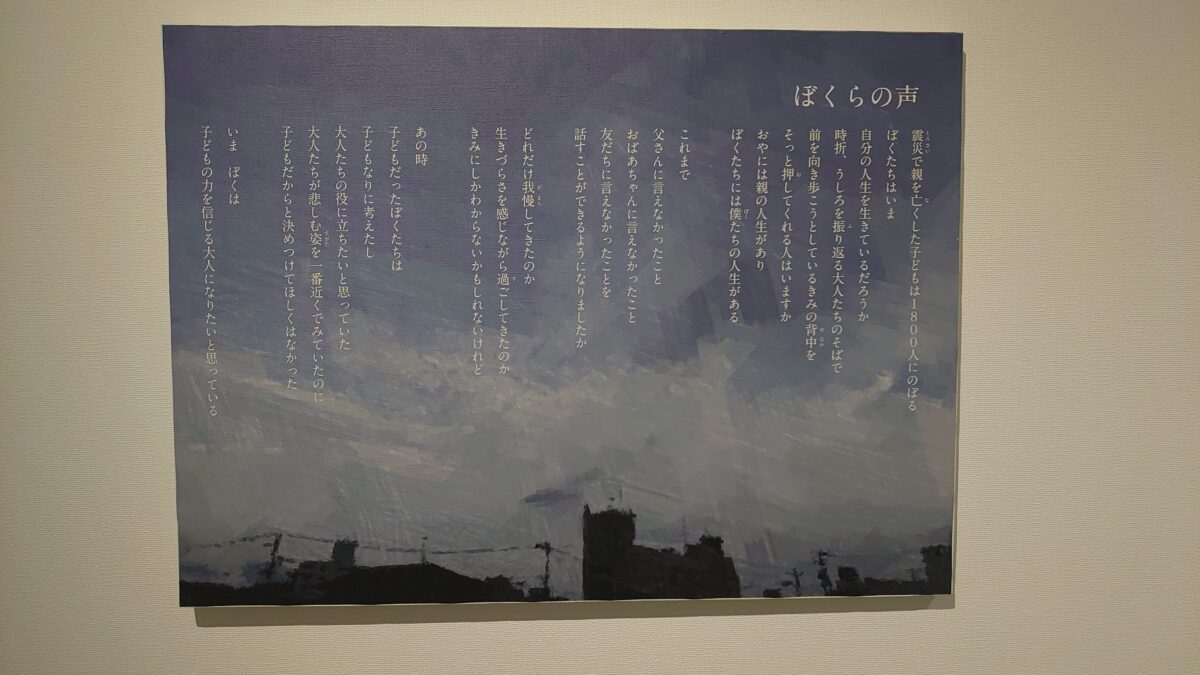 ぼくらの声
震災で親を亡くした子どもは1800人にのぼる
ぼくたちはいま
自分の人生を生きているだろうか
時折、うしろを振り返る大人たちのそばで
前を向き歩こうとしているきみの背中を
そっと押してくれる人はいますか
おやには親の人生があり
ぼくたちには僕たちの人生がある
これまで
父さんに言えなかったこと
おばあちゃんに言えなかったこと
友だちに言えなかったことを
話すことができるようになりましたか
どれだけ我慢してきたのか
生きづらさを感じながら過ごしてきたのか
きみにしかわからないかもしれないけれど
あの時
子どもだったぼくたちは
子どもなりに考えたし
大人たちの役に立ちたいと思っていた
大人たちが悲しむ姿を一番近くでみていたのに
子どもだからと決めつけてほしくはなかった
いま　ぼくは
子どもの力を信じる大人になりたいと思っている